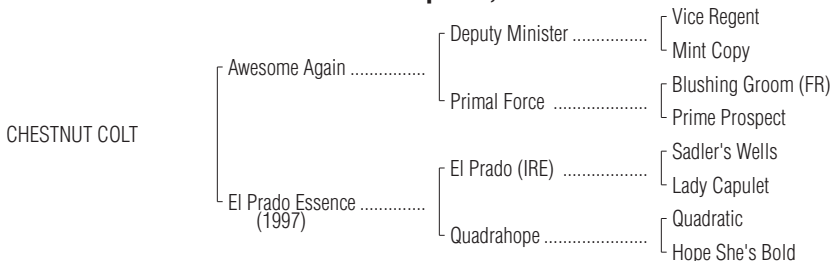 Vice Regent
Deputy Minister ................
Mint Copy
Awesome Again ...............
Blushing Groom (FR)
Primal Force ...................
Prime Prospect
CHESTNUT COLT
Sadler's Wells
El Prado (IRE) .................
Lady Capulet
El Prado Essence .............
(1997)
Quadratic
Quadrahope .....................
Hope She's Bold